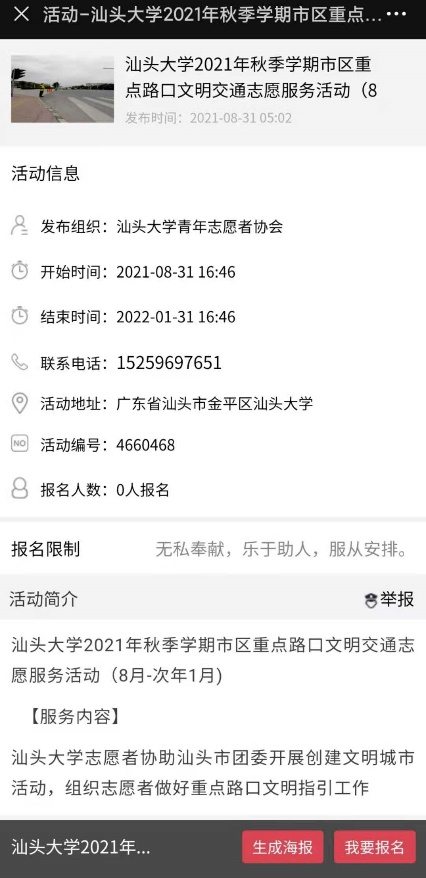 活动-汕头大学2021年秋季学期市区重点...
汕头大学2021年秋季学期市区重
点路口文明交通志愿服务活动（8
发布时间：2021-08-31 05:02
活动信息
发布组织：汕头大学青年志愿者协会
开始时间：2021-08-31 16:46
结束时间：2022-01-31 16:46
联系电话：15259697651
活动地址：广东省汕头市金平区汕头大学
NO 活动编号：4660468
报名人数：0人报名
报名限制 无私奉献，乐于助人，服从安排。
活动简介 举报
汕头大学2021年秋季学期市区重点路口文明交通志
愿服务活动（8月-次年1月)
【服务内容】
汕头大学志愿者协助汕头市团委开展创建文明城市
活动，组织志愿者做好重点路口文明指引工作
汕头大学2021年... 生成海报 我要报名